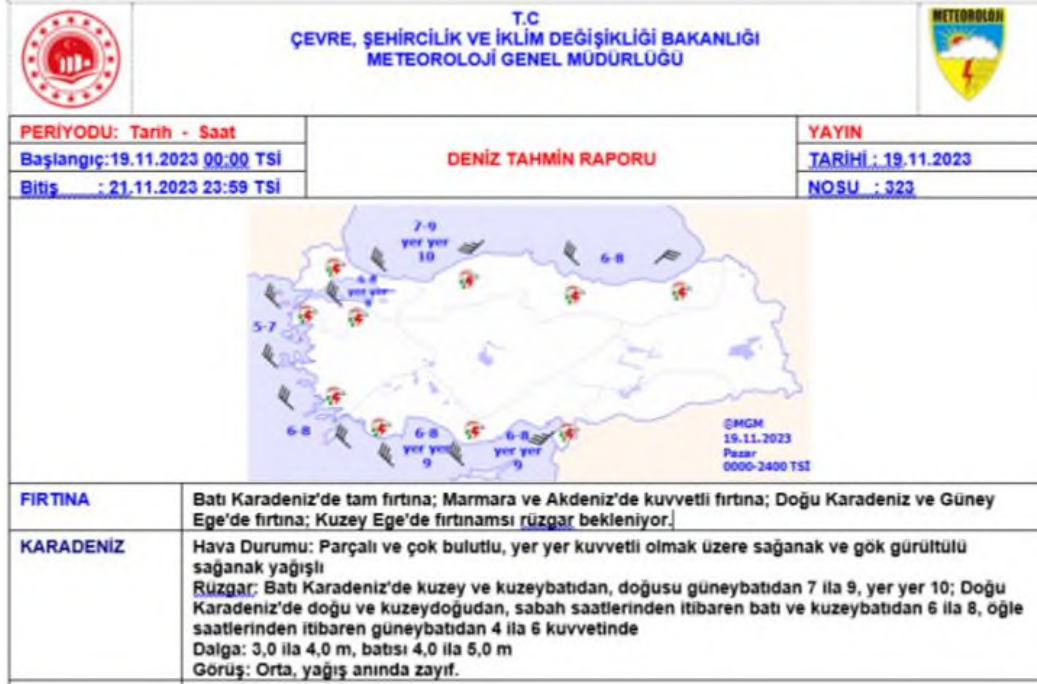 T.C
ÇEVRE, ŞEHİRCİLİK VE İKLİM DEĞİŞİKLİĞİ BAKANLIĞI
METEOROLOJİ GENEL MÜDÜRLÜĞÜ
METEOROLOJİ
PERİYODU: Tarih - Saat
Başlangıç:19.11.2023 00:00 TSİ
Bitiş : 21.11.2023 23:59 TSİ
DENİZ TAHMİN RAPORU
YAYIN
TARİHİ : 19.11.2023
NOSU : 323
7-9
yer yer
10
6-8
6-8
yer yer
5-7
6-8
6-8
yer yer
9
6-8
yer yer
9
©MGM
19.11.2023
Pazar
0000-2400 TSİ
FIRTINA
Batı Karadeniz'de tam fırtına; Marmara ve Akdeniz'de kuvvetli fırtına; Doğu Karadeniz ve Güney
Ege'de fırtına; Kuzey Ege'de fırtınamsı rüzgar bekleniyor.
KARADENİZ
Hava Durumu: Parçalı ve çok bulutlu, yer yer kuvvetli olmak üzere sağanak ve gök gürültülü
sağanak yağışlı
Rüzgar: Batı Karadeniz'de kuzey ve kuzeybatıdan, doğusu güneybatıdan 7 ila 9, yer yer 10; Doğu
Karadeniz'de doğu ve kuzeydoğudan, sabah saatlerinden itibaren batı ve kuzeybatıdan 6 ila 8, öğle
saatlerinden itibaren güneybatıdan 4 ila 6 kuvvetinde
Dalga: 3,0 ila 4,0 m, batısı 4,0 ila 5,0 m
Görüş: Orta, yağış anında zayıf.